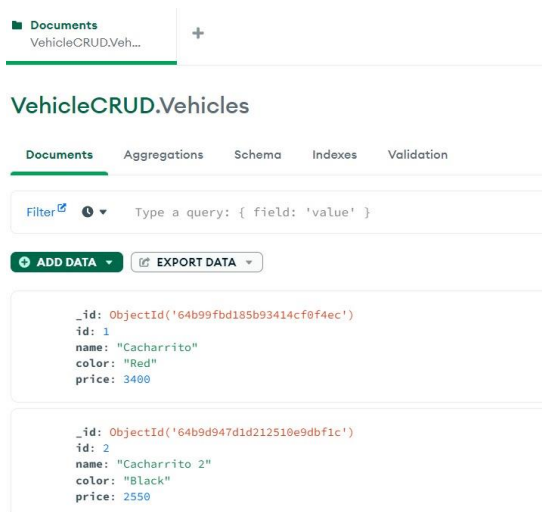 Documents
VehicleCRUD.Veh...
+
VehicleCRUD.Vehicles
Documents Aggregations Schema Indexes Validation
Filter Type a query: { field: 'value' }
ADD DATA EXPORT DATA
_id: ObjectId('64b99fbd185b93414cf0f4ec')
id: 1
name: "Cacharrito"
color: "Red"
price: 3400
_id: ObjectId('64b9d947d1d212510e9dbf1c')
id: 2
name: "Cacharrito 2"
color: "Black"
price: 2550